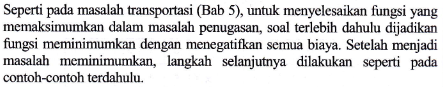 Seperti pada masalah transportasi (Bab 5), untuk menyelesaikan fungsi yang
memaksimumkan dalam masalah penugasan, soal terlebih dahulu dijadikan
fungsi meminimumkan dengan menegatifkan semua biaya. Setelah menjadi
masalah meminimumkan, langkah selanjutnya dilakukan seperti pada
contoh-contoh terdahulu.